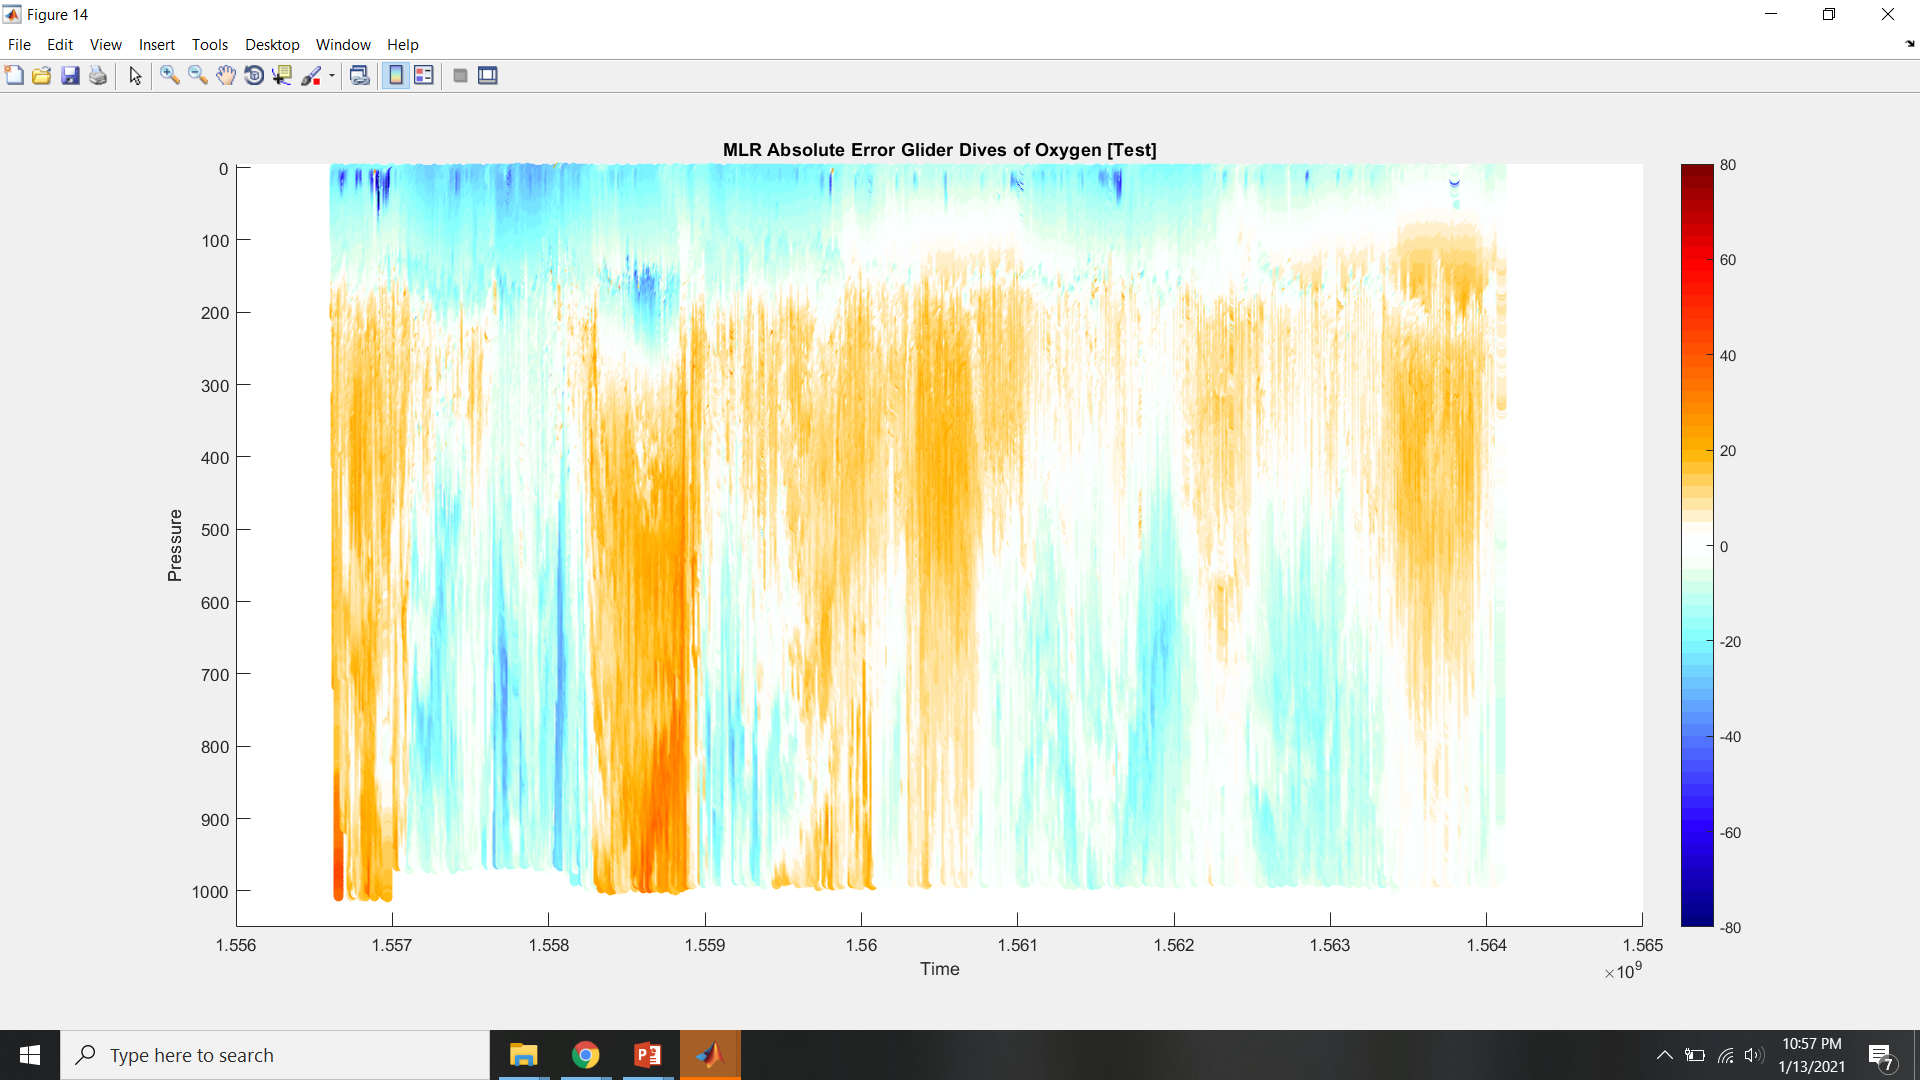 Figure 14
File Edit View Insert Tools Desktop Window Help
MLR Absolute Error Glider Dives of Oxygen [Test]
0
100
200
300
400
500
600
700
800
900
1000
Pressure
1.556 1.557 1.558 1.559 1.56 1.561 1.562 1.563 1.564 1.565
Time
×10^9
80
60
40
20
0
-20
-40
-60
-80
Type here to search
10:57 PM
1/13/2021
7